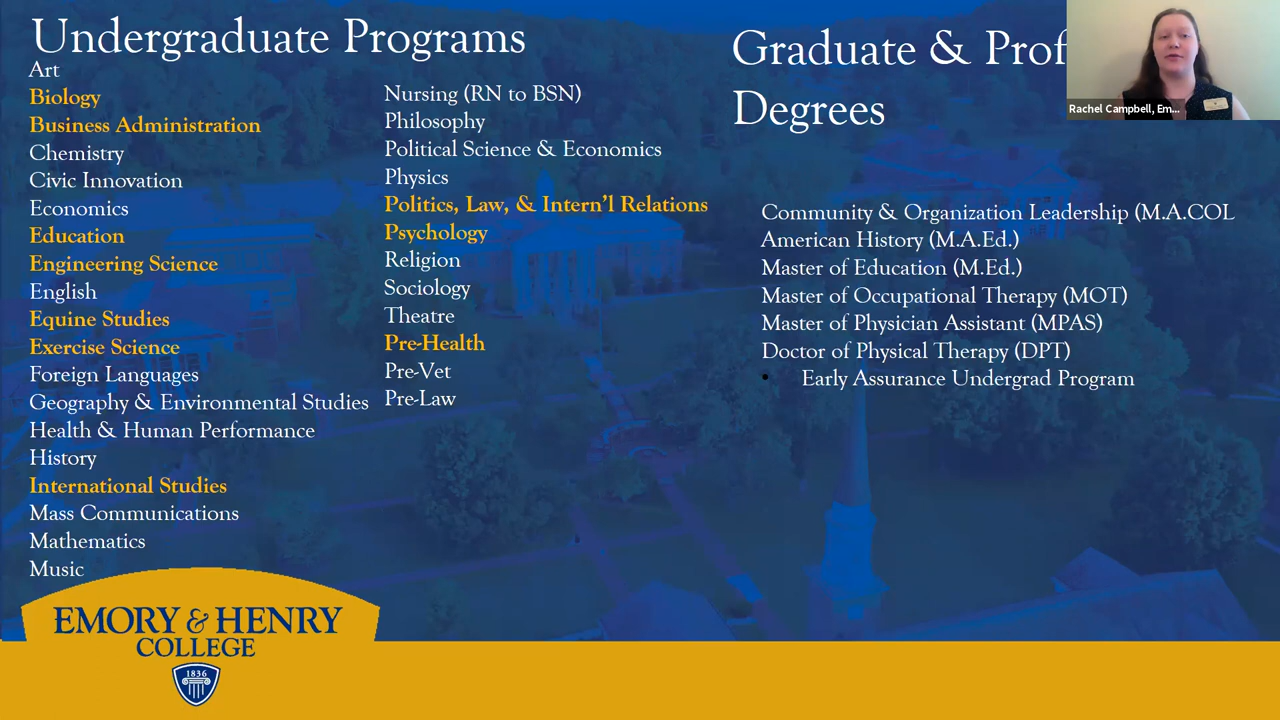 Undergraduate Programs
Art
Biology
Business Administration
Chemistry
Civic Innovation
Economics
Education
Engineering Science
English
Equine Studies
Exercise Science
Foreign Languages
Geography & Environmental Studies
Health & Human Performance
History
International Studies
Mass Communications
Mathematics
Music
Nursing (RN to BSN)
Philosophy
Political Science & Economics
Physics
Politics, Law, & Intern'l Relations
Psychology
Religion
Sociology
Theatre
Pre-Health
Pre-Vet
Pre-Law
Graduate & Prof
Degrees
Community & Organization Leadership (M.A.COL
American History (M.A.Ed.)
Master of Education (M.Ed.)
Master of Occupational Therapy (MOT)
Master of Physician Assistant (MPAS)
Doctor of Physical Therapy (DPT)
• Early Assurance Undergrad Program
Rachel Campbell, Em...
EMORY & HENRY
COLLEGE
1836